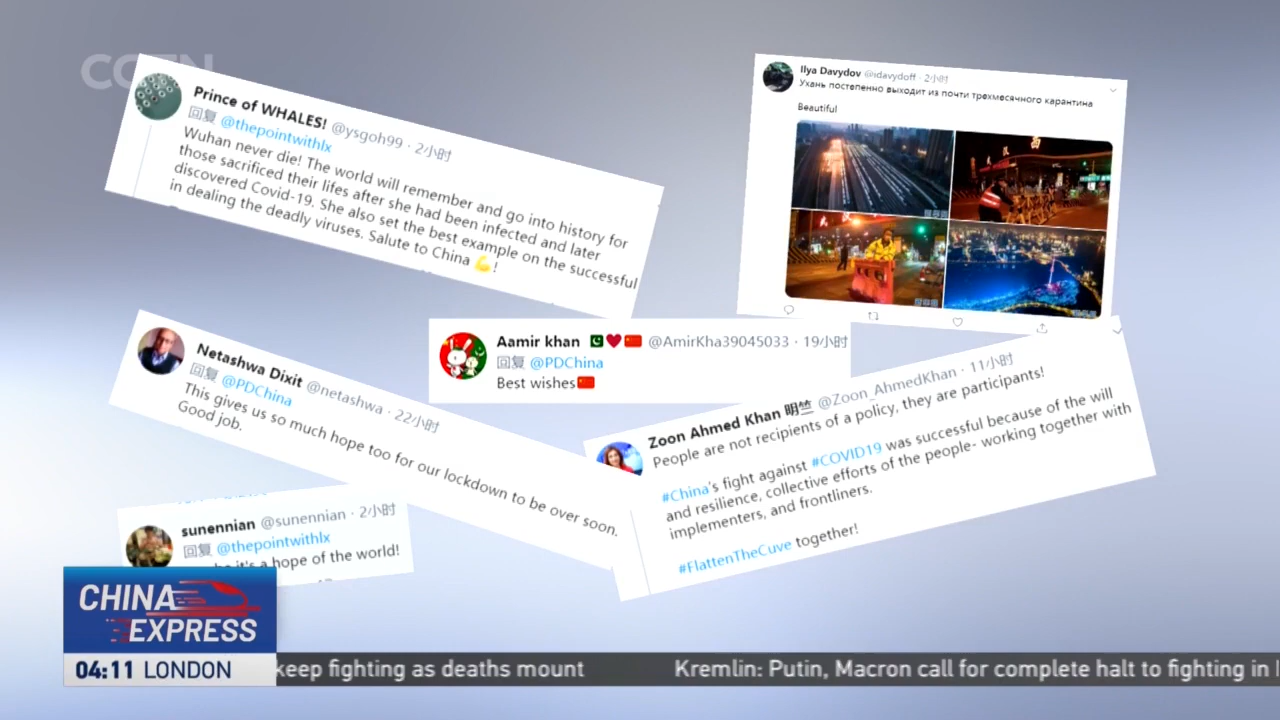 CGTN
Prince of WHALES! @ysgoh99 · 2小时
回复 @thepointwithlx
Wuhan never die! The world will remember and go into history for
those sacrificed their lifes after she had been infected and later
discovered Covid-19. She also set the best example on the successful
in dealing the deadly viruses. Salute to China 💪!
Ilya Davydov @idavydoff · 2小时
Ухань постепенно выходит из почти трехмесячного карантина
Beautiful
Netashwa Dixit @netashwa · 22小时
回复 @PDChina
This gives us so much hope too for our lockdown to be over soon.
Good job.
Aamir khan 🇵🇰❤️🇨🇳 @AmirKha39045033 · 19小时
回复 @PDChina
Best wishes🇨🇳
Zoon Ahmed Khan 明竺 @Zoon_AhmedKhan · 11小时
People are not recipients of a policy, they are participants!
#China's fight against #COVID19 was successful because of the will
and resilience, collective efforts of the people- working together with
implementers, and frontliners.
#FlattenTheCuve together!
sunennian @sunennian · 2小时
回复 @thepointwithlx
it's a hope of the world!
CHINA
EXPRESS
04:11 LONDON
keep fighting as deaths mount Kremlin: Putin, Macron call for complete halt to fighting in